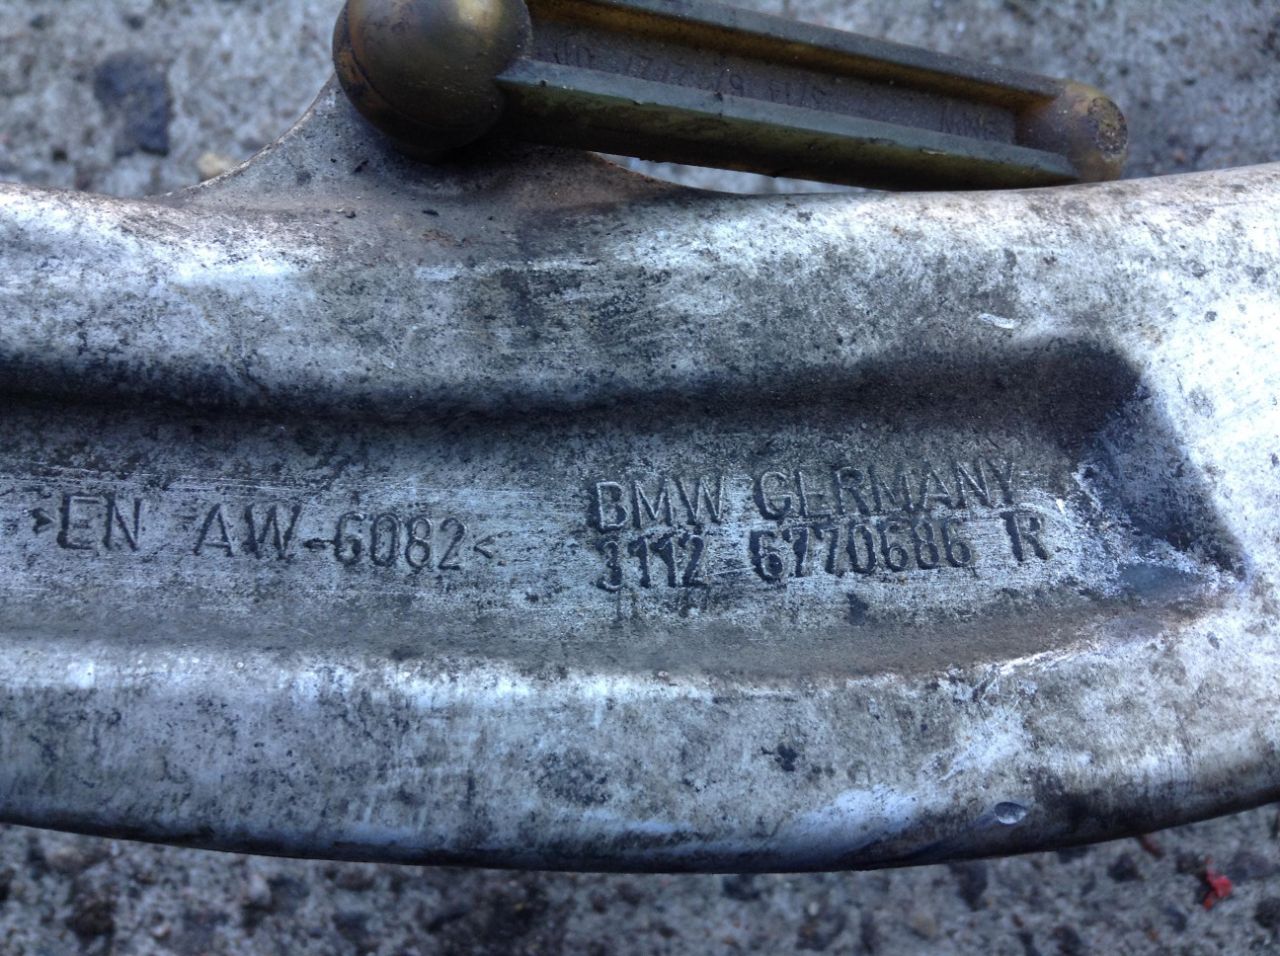 >EN AW-6082<
BMW GERMANY
3112 6770686 R